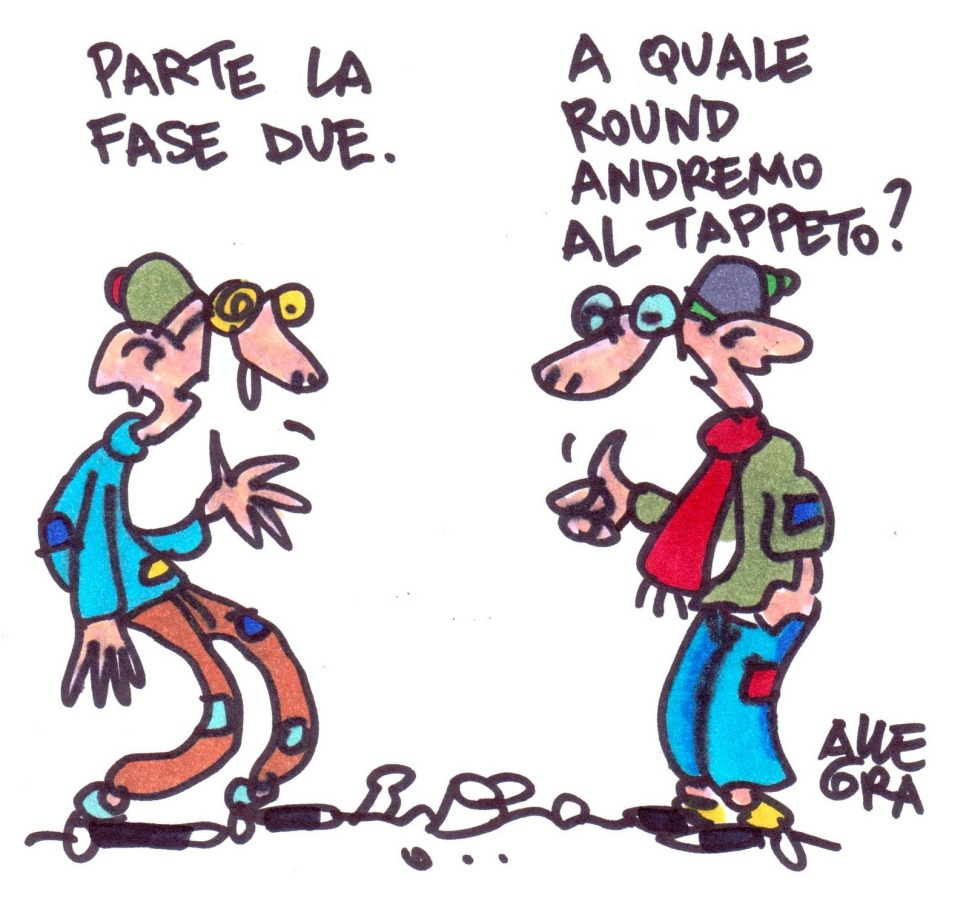 PARTE LA
FASE DUE.
A QUALE
ROUND
ANDREMO
AL TAPPETO?
ALLE
GRA